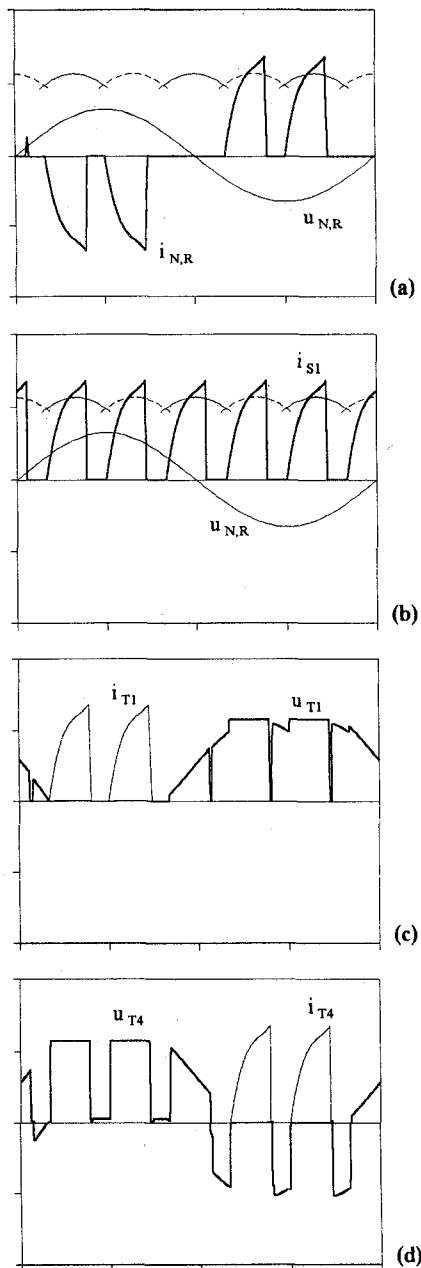 u N,R
i N,R
(a)
i S1
u N,R
(b)
i T1
u T1
(c)
u T4
i T4
(d)